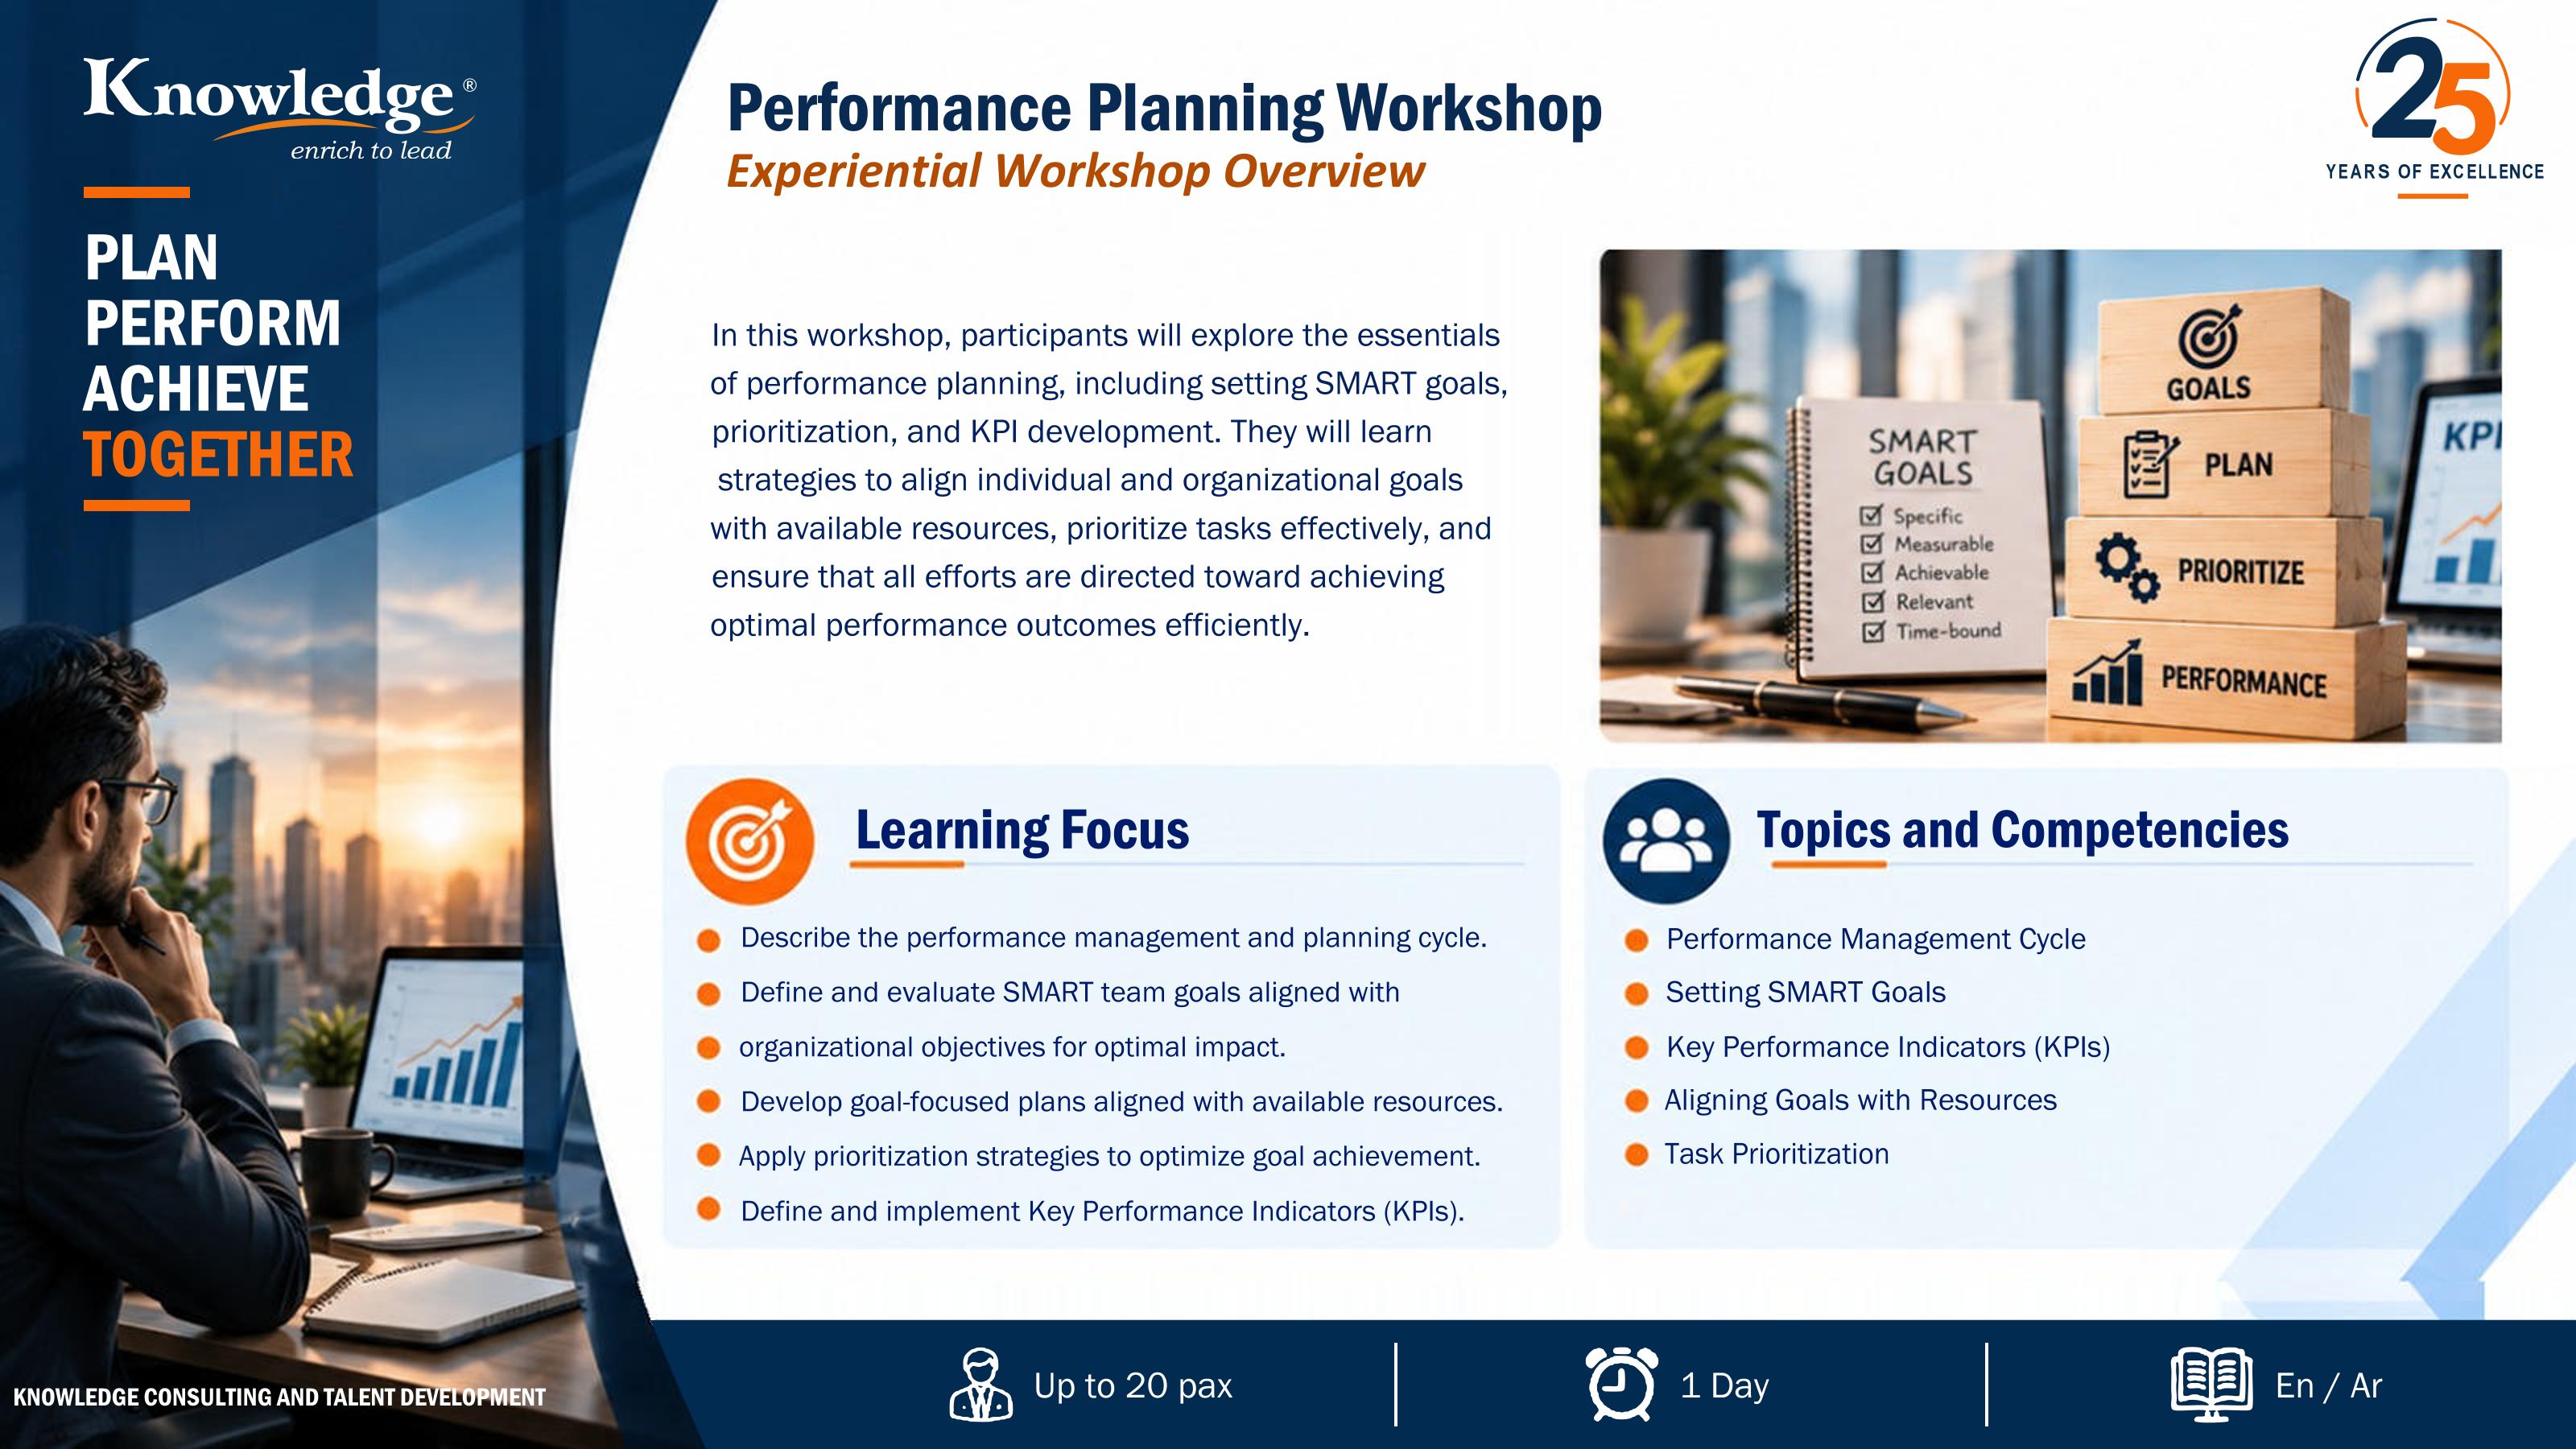 Knowledge®
enrich to lead
PLAN
PERFORM
ACHIEVE
TOGETHER
KNOWLEDGE CONSULTING AND TALENT DEVELOPMENT
Performance Planning Workshop
Experiential Workshop Overview
25
YEARS OF EXCELLENCE
In this workshop, participants will explore the essentials
of performance planning, including setting SMART goals,
prioritization, and KPI development. They will learn
strategies to align individual and organizational goals
with available resources, prioritize tasks effectively, and
ensure that all efforts are directed toward achieving
optimal performance outcomes efficiently.
SMART
GOALS
Specific
Measurable
Achievable
Relevant
Time-bound
GOALS
PLAN
PRIORITIZE
PERFORMANCE
KPI
Learning Focus
Describe the performance management and planning cycle.
Define and evaluate SMART team goals aligned with
organizational objectives for optimal impact.
Develop goal-focused plans aligned with available resources.
Apply prioritization strategies to optimize goal achievement.
Define and implement Key Performance Indicators (KPIs).
Topics and Competencies
Performance Management Cycle
Setting SMART Goals
Key Performance Indicators (KPIs)
Aligning Goals with Resources
Task Prioritization
Up to 20 pax
1 Day
En / Ar